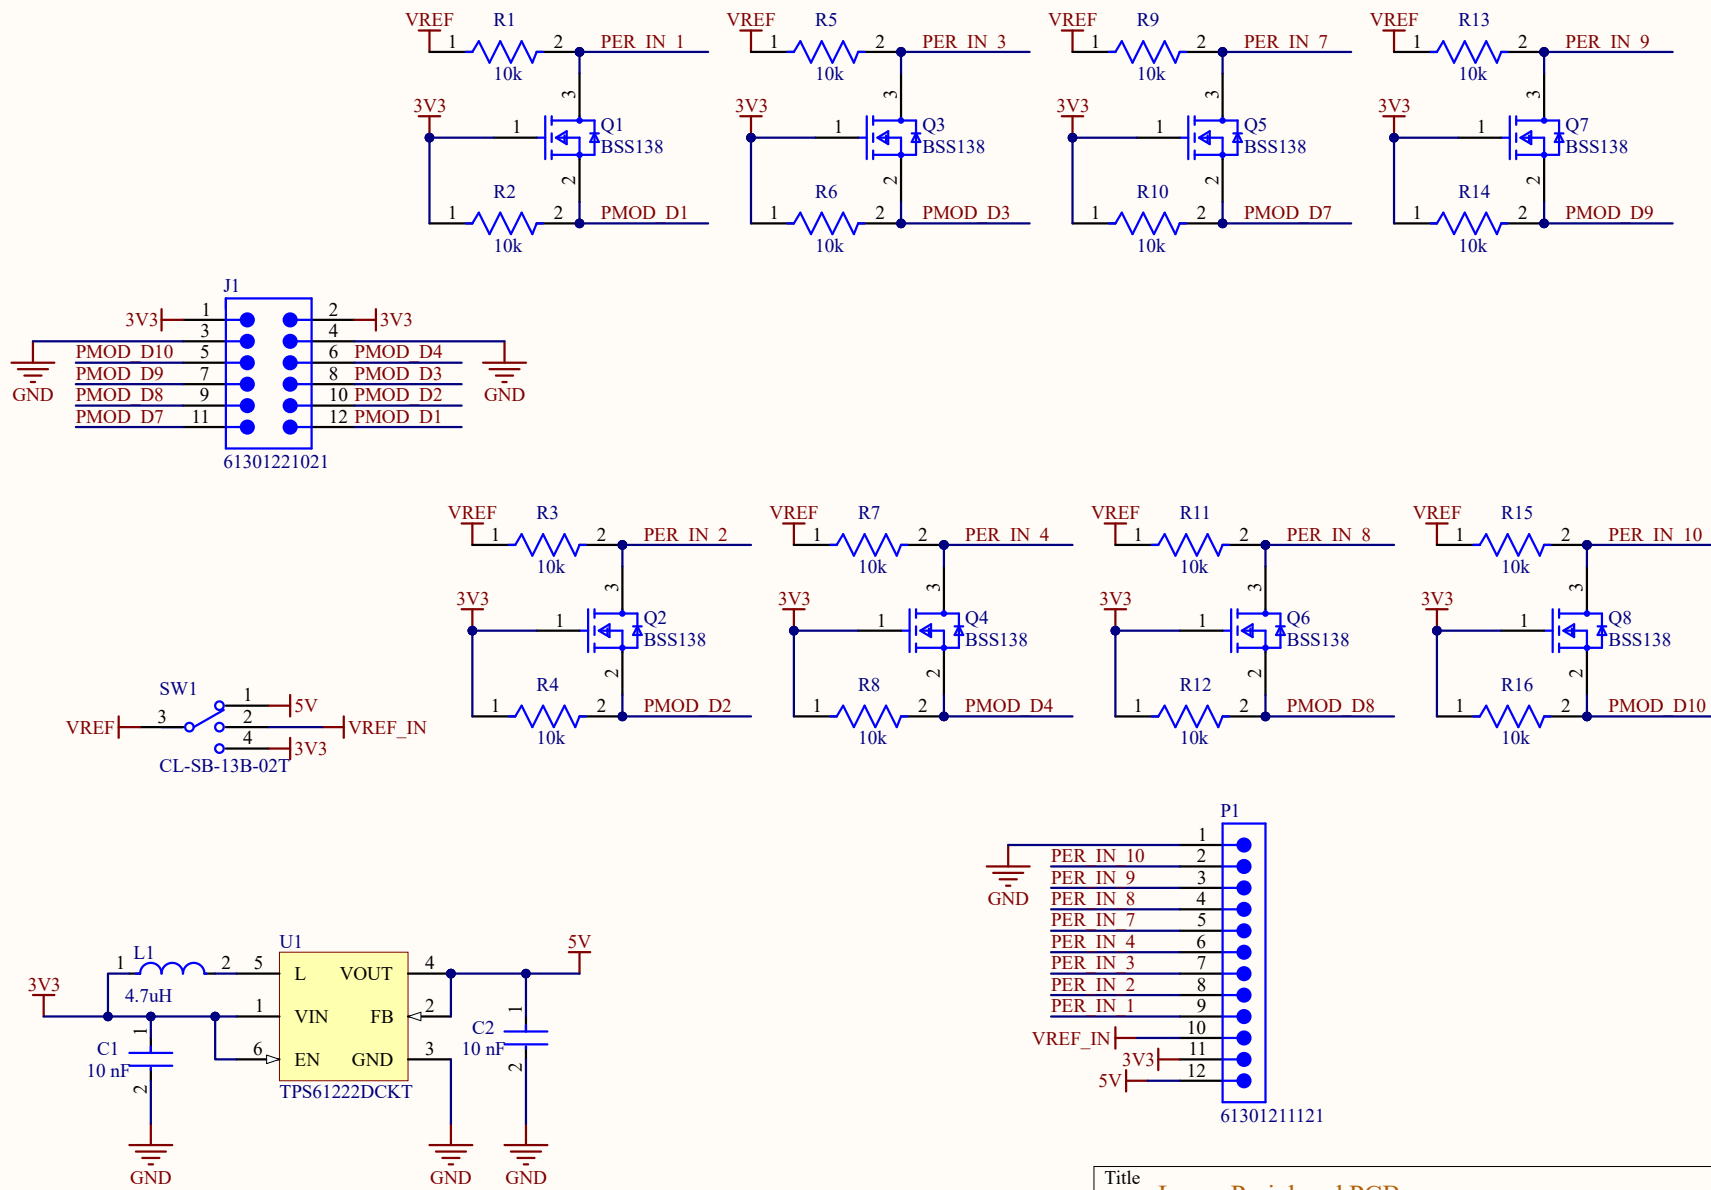 VREF R1 VREF R5 VREF R9 VREF R13
1 2 PER_IN_1 1 2 PER_IN_3 1 2 PER_IN_7 1 2 PER_IN_9
10k 10k 10k 10k
3V3 3 3V3 3 3V3 3 3V3 3
1 Q1 1 Q3 1 Q5 1 Q7
BSS138 BSS138 BSS138 BSS138
R2 2 R6 2 R10 2 R14 2
1 2 PMOD_D1 1 2 PMOD_D3 1 2 PMOD_D7 1 2 PMOD_D9
10k 10k 10k 10k
J1
3V3 1 2 3V3
3 4
PMOD_D10 5 6 PMOD_D4
PMOD_D9 7 8 PMOD_D3
GND PMOD_D8 9 10 PMOD_D2 GND
PMOD_D7 11 12 PMOD_D1
61301221021
VREF R3 VREF R7 VREF R11 VREF R15
1 2 PER_IN_2 1 2 PER_IN_4 1 2 PER_IN_8 1 2 PER_IN_10
10k 10k 10k 10k
3V3 3 3V3 3 3V3 3 3V3 3
1 Q2 1 Q4 1 Q6 1 Q8
BSS138 BSS138 BSS138 BSS138
R4 2 R8 2 R12 2 R16 2
1 2 PMOD_D2 1 2 PMOD_D4 1 2 PMOD_D8 1 2 PMOD_D10
10k 10k 10k 10k
SW1
1 5V
VREF 3 2 VREF_IN
4 3V3
CL-SB-13B-02T
P1
1
PER_IN_10 2
PER_IN_9 3
GND PER_IN_8 4
PER_IN_7 5
PER_IN_4 6
PER_IN_3 7
PER_IN_2 8
PER_IN_1 9
VREF_IN 10
3V3 11
5V 12
61301211121
U1
L1 5V
1 2 5 L VOUT 4
3V3 4.7uH
1 VIN FB 2
1 C1 10 nF 2
6 EN GND 3
1 C2 10 nF 2
TPS61222DCKT
GND GND GND
Title